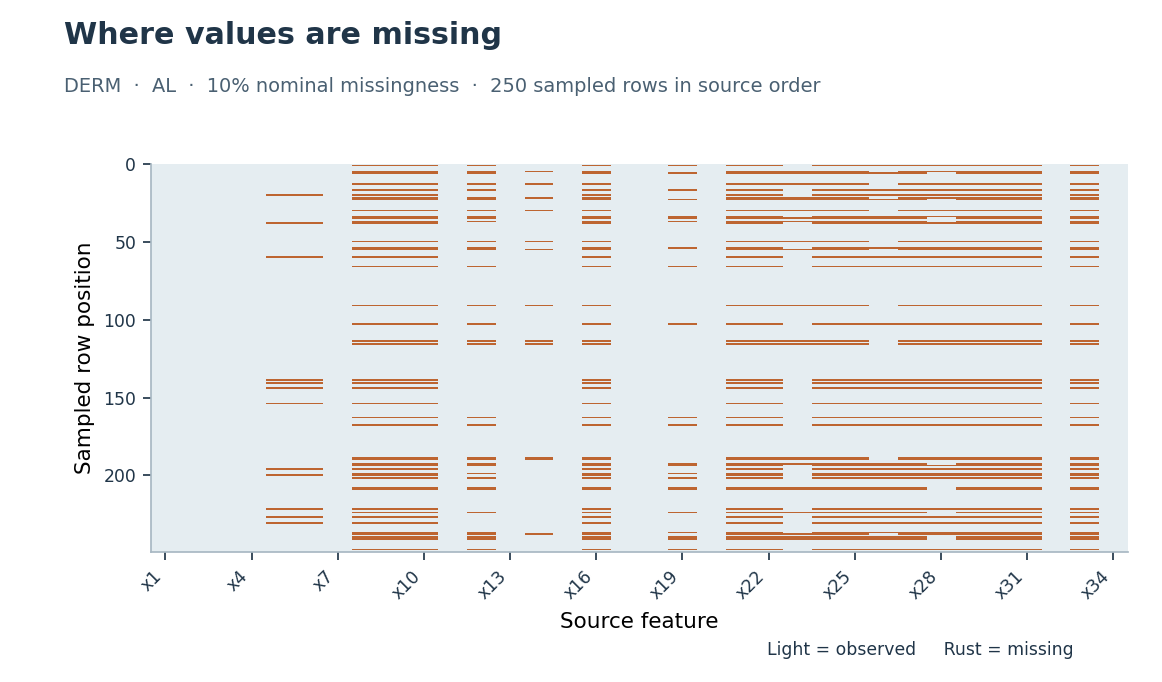 Where values are missing
DERM · AL · 10% nominal missingness · 250 sampled rows in source order
0
50
100
150
200
Sampled row position
x1 x4 x7 x10 x13 x16 x19 x22 x25 x28 x31 x34
Source feature
Light = observed Rust = missing